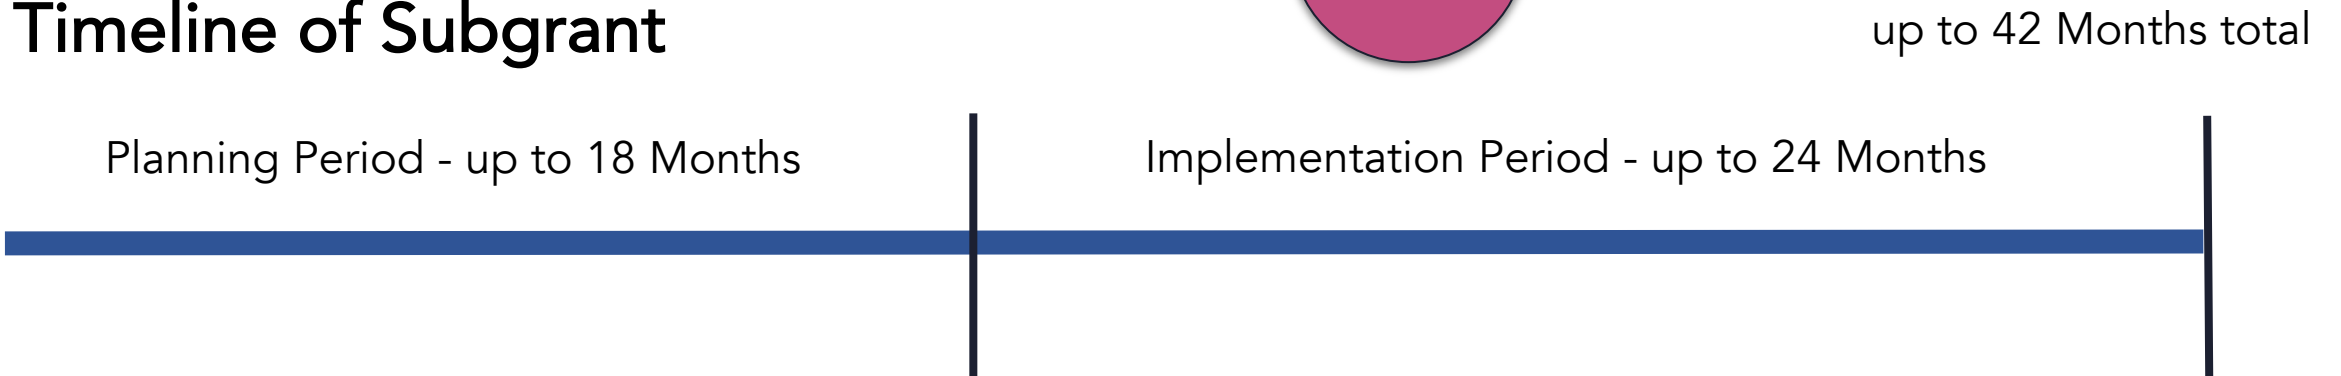 Timeline of Subgrant
up to 42 Months total
Planning Period - up to 18 Months
Implementation Period - up to 24 Months